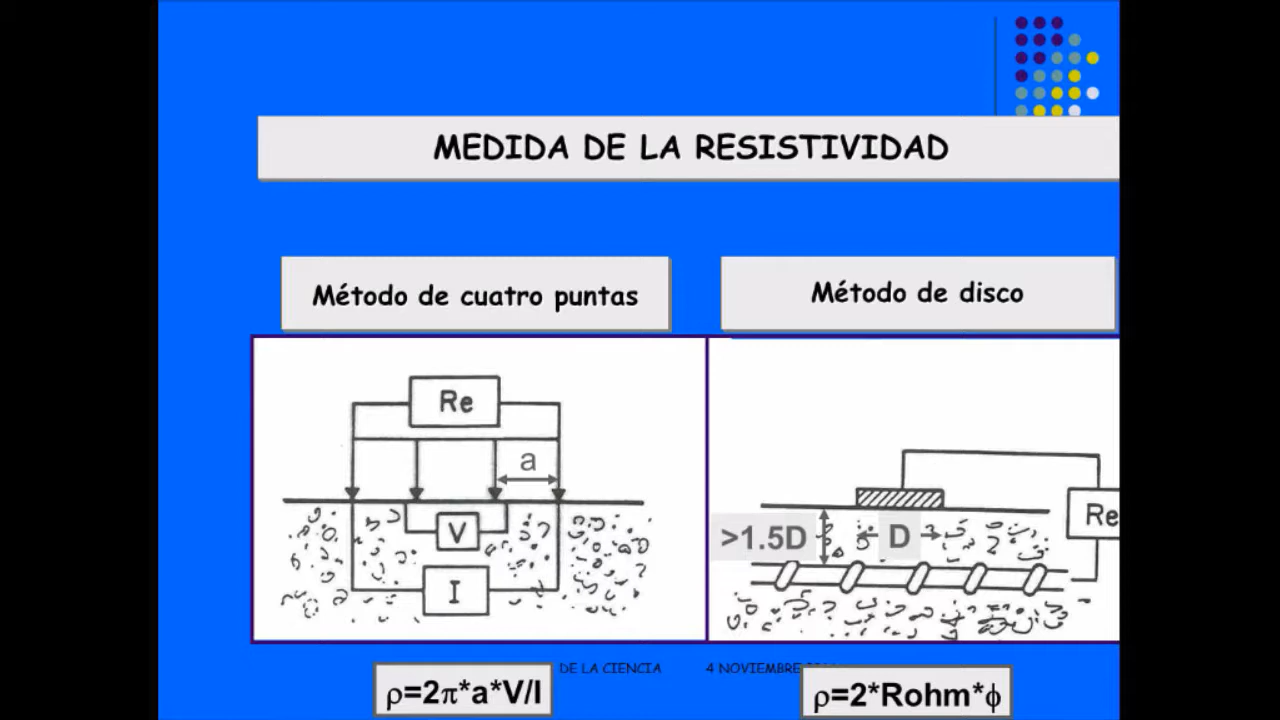 MEDIDA DE LA RESISTIVIDAD
Método de cuatro puntas
Método de disco
Re
a
V
I
Re
>1.5D
D
DE LA CIENCIA
4 NOVIEMBRE
ρ=2π*a*V/I
ρ=2*Rohm*ϕ